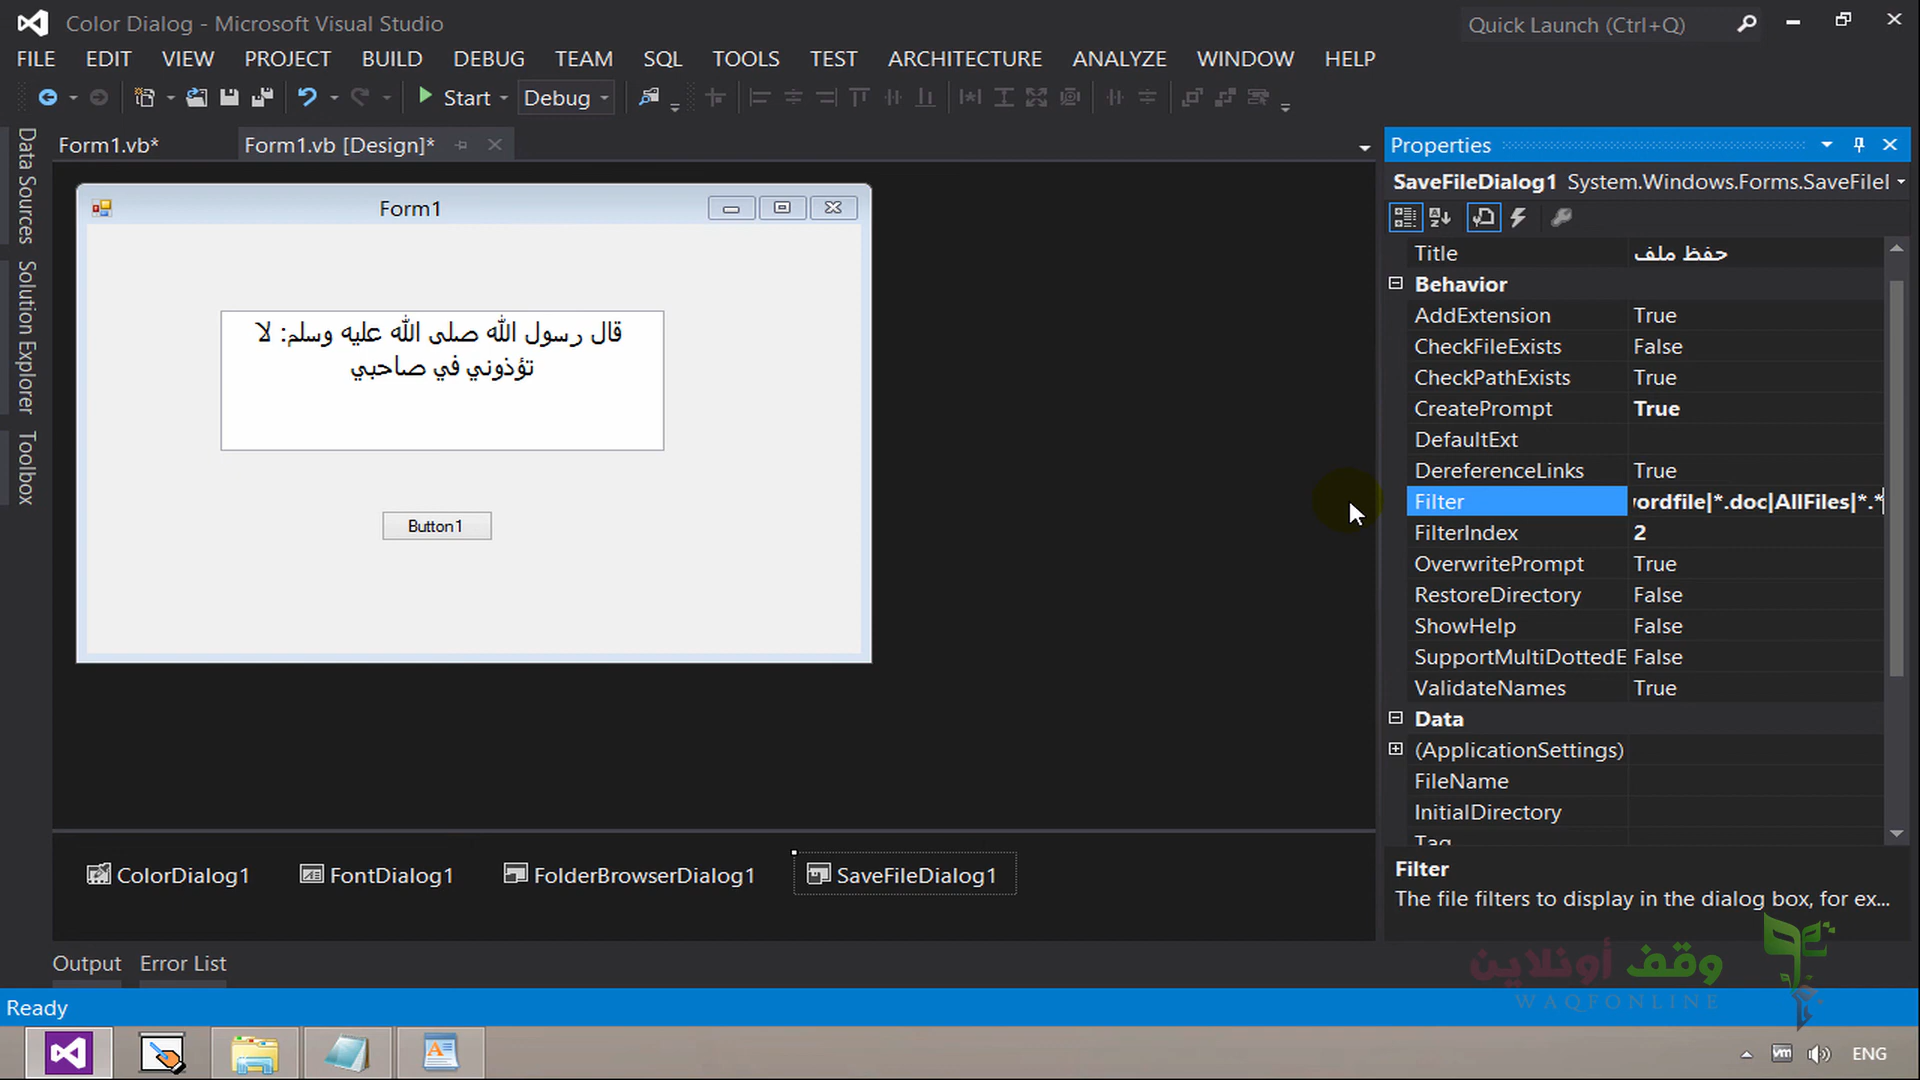 Color Dialog - Microsoft Visual Studio
Quick Launch (Ctrl+Q)
FILE EDIT VIEW PROJECT BUILD DEBUG TEAM SQL TOOLS TEST ARCHITECTURE ANALYZE WINDOW HELP
Start Debug
Form1.vb* Form1.vb [Design]*
Data Sources
Solution Explorer
Toolbox
Form1
قال رسول الله صلى الله عليه وسلم: لا
تؤذوني في صاحبي
Button1
ColorDialog1 FontDialog1 FolderBrowserDialog1 SaveFileDialog1
Properties
SaveFileDialog1 System.Windows.Forms.SaveFileI
Title حفظ ملف
Behavior
AddExtension True
CheckFileExists False
CheckPathExists True
CreatePrompt True
DefaultExt
DereferenceLinks True
Filter ordfile|*.doc|AllFiles|*.*
FilterIndex 2
OverwritePrompt True
RestoreDirectory False
ShowHelp False
SupportMultiDottedE False
ValidateNames True
Data
(ApplicationSettings)
FileName
InitialDirectory
Tag
Filter
The file filters to display in the dialog box, for ex...
وقف أونلاين
WAQFONLINE
Output Error List
Ready
ENG